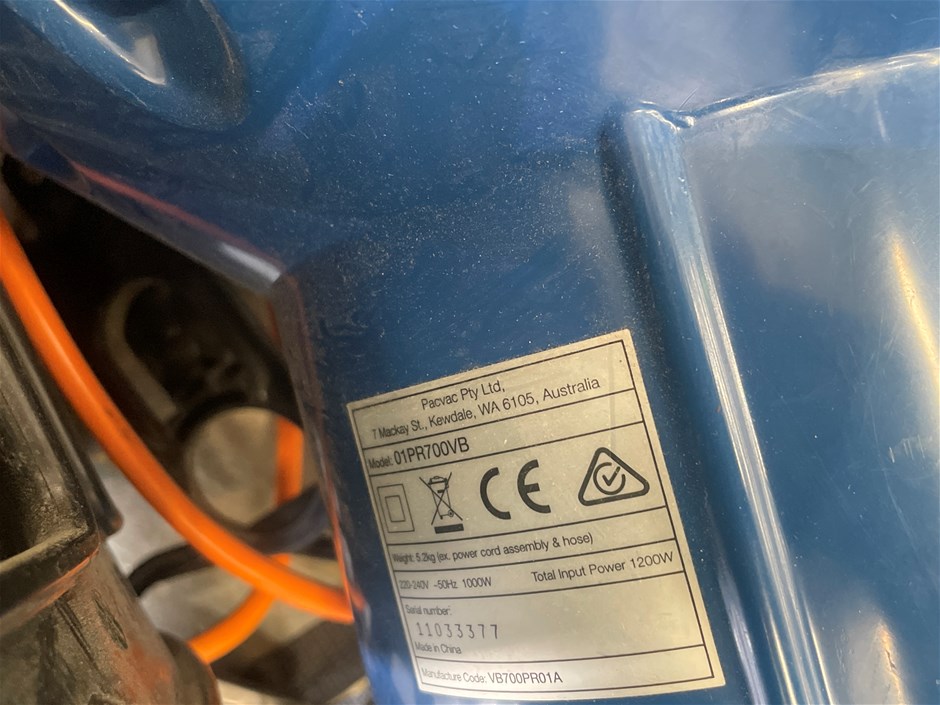 Pacvac Pty Ltd,
7 Mackay St., Kewdale, WA 6105, Australia
Model: 01PR700VB
CE
Weight: 5.2kg (ex. power cord assembly & hose)
220-240V ~50Hz 1000W Total Input Power 1200W
Serial number:
11033377
Made in China
Manufacture Code: VB700PR01A